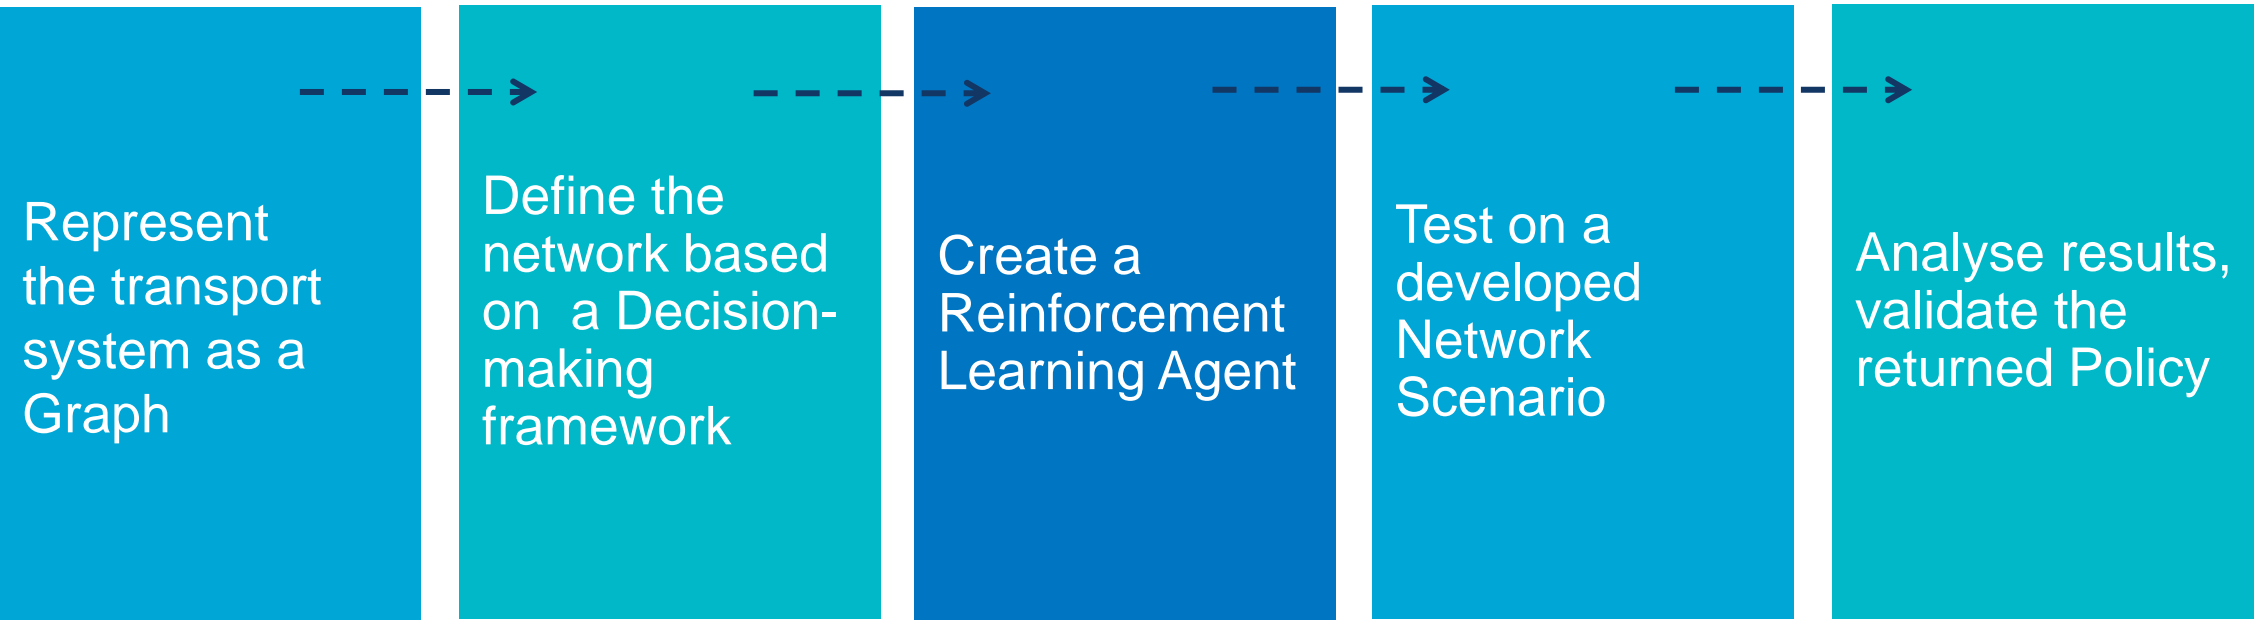 Represent
the transport
system as a
Graph
Define the
network based
on  a Decision-
making
framework
Create a
Reinforcement
Learning Agent
Test on a
developed
Network
Scenario
Analyse results,
validate the
returned Policy